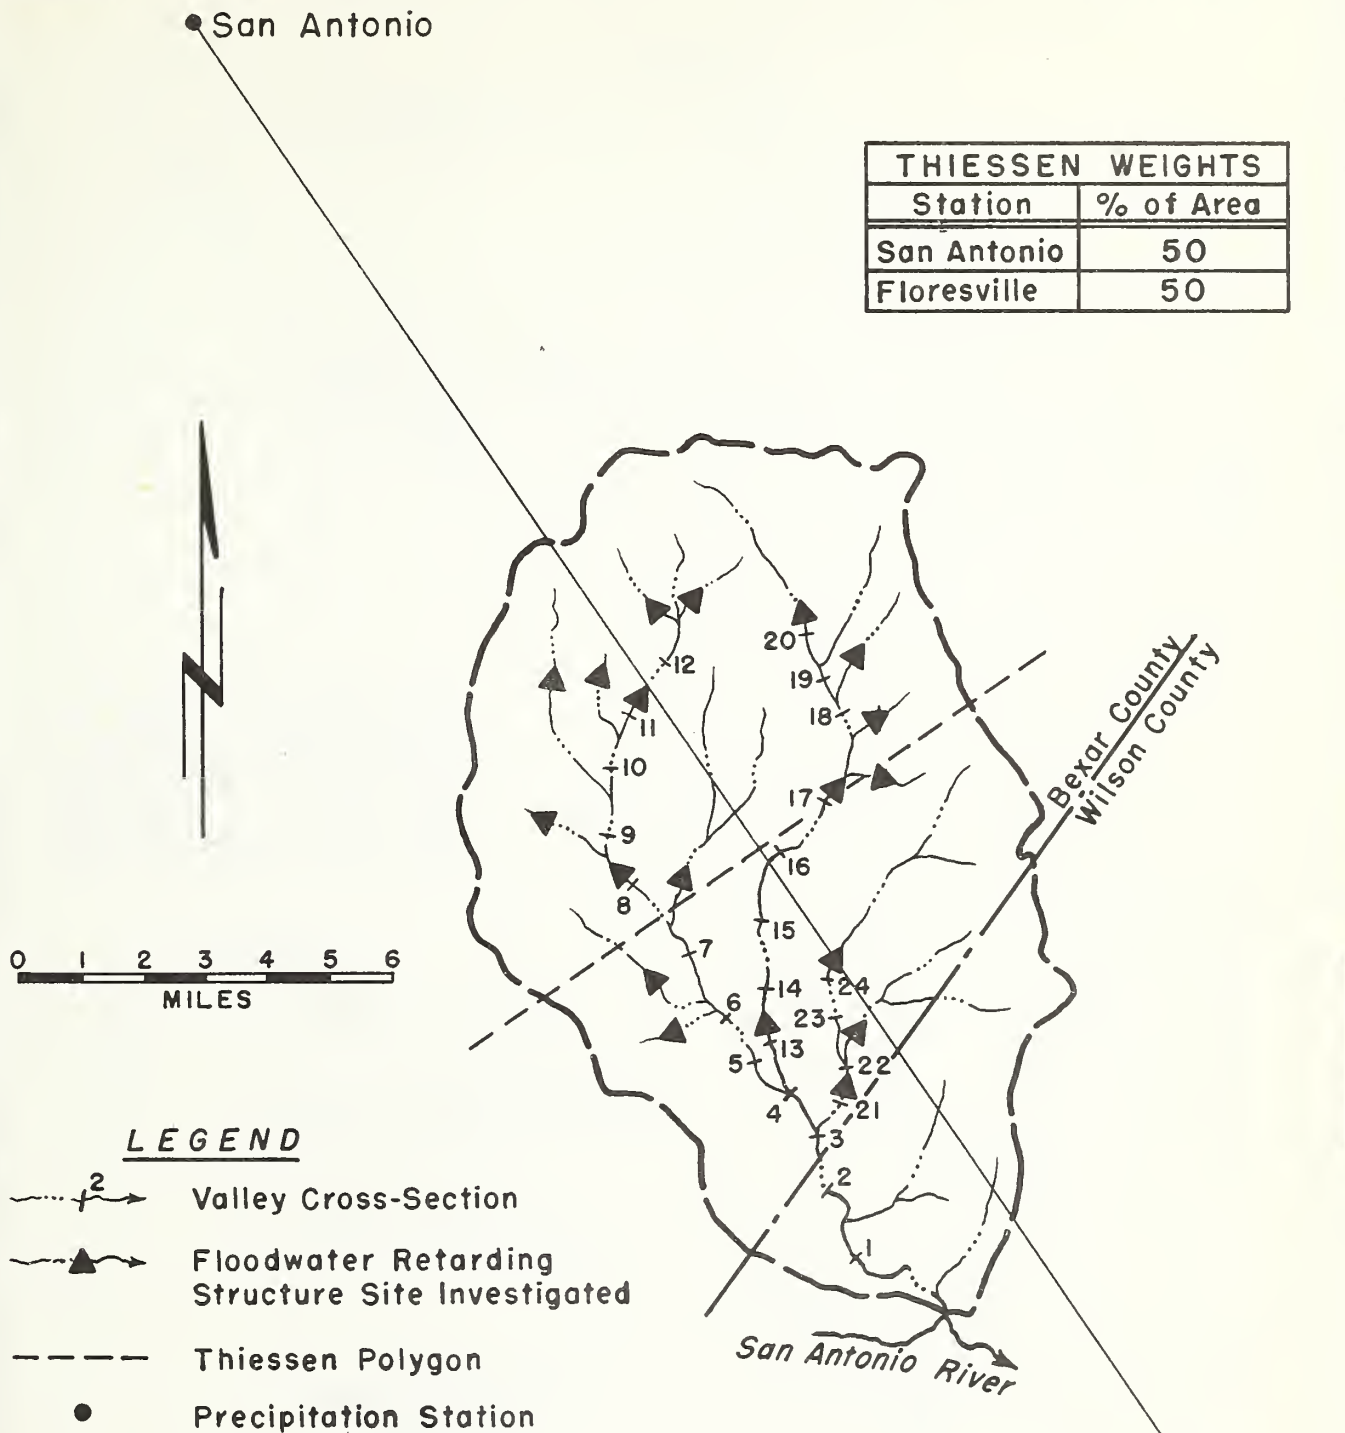 San Antonio
THIESSEN WEIGHTS
Station % of Area
San Antonio 50
Floresville 50
20
12
19
18
11
10
17
9
16
8
15
7
14
24
6
23
13
5
22
4
21
3
2
1
Bexar County
Wilson County
0 1 2 3 4 5 6
MILES
LEGEND
2
Valley Cross-Section
Floodwater Retarding
Structure Site Investigated
Thiessen Polygon
Precipitation Station
San Antonio River